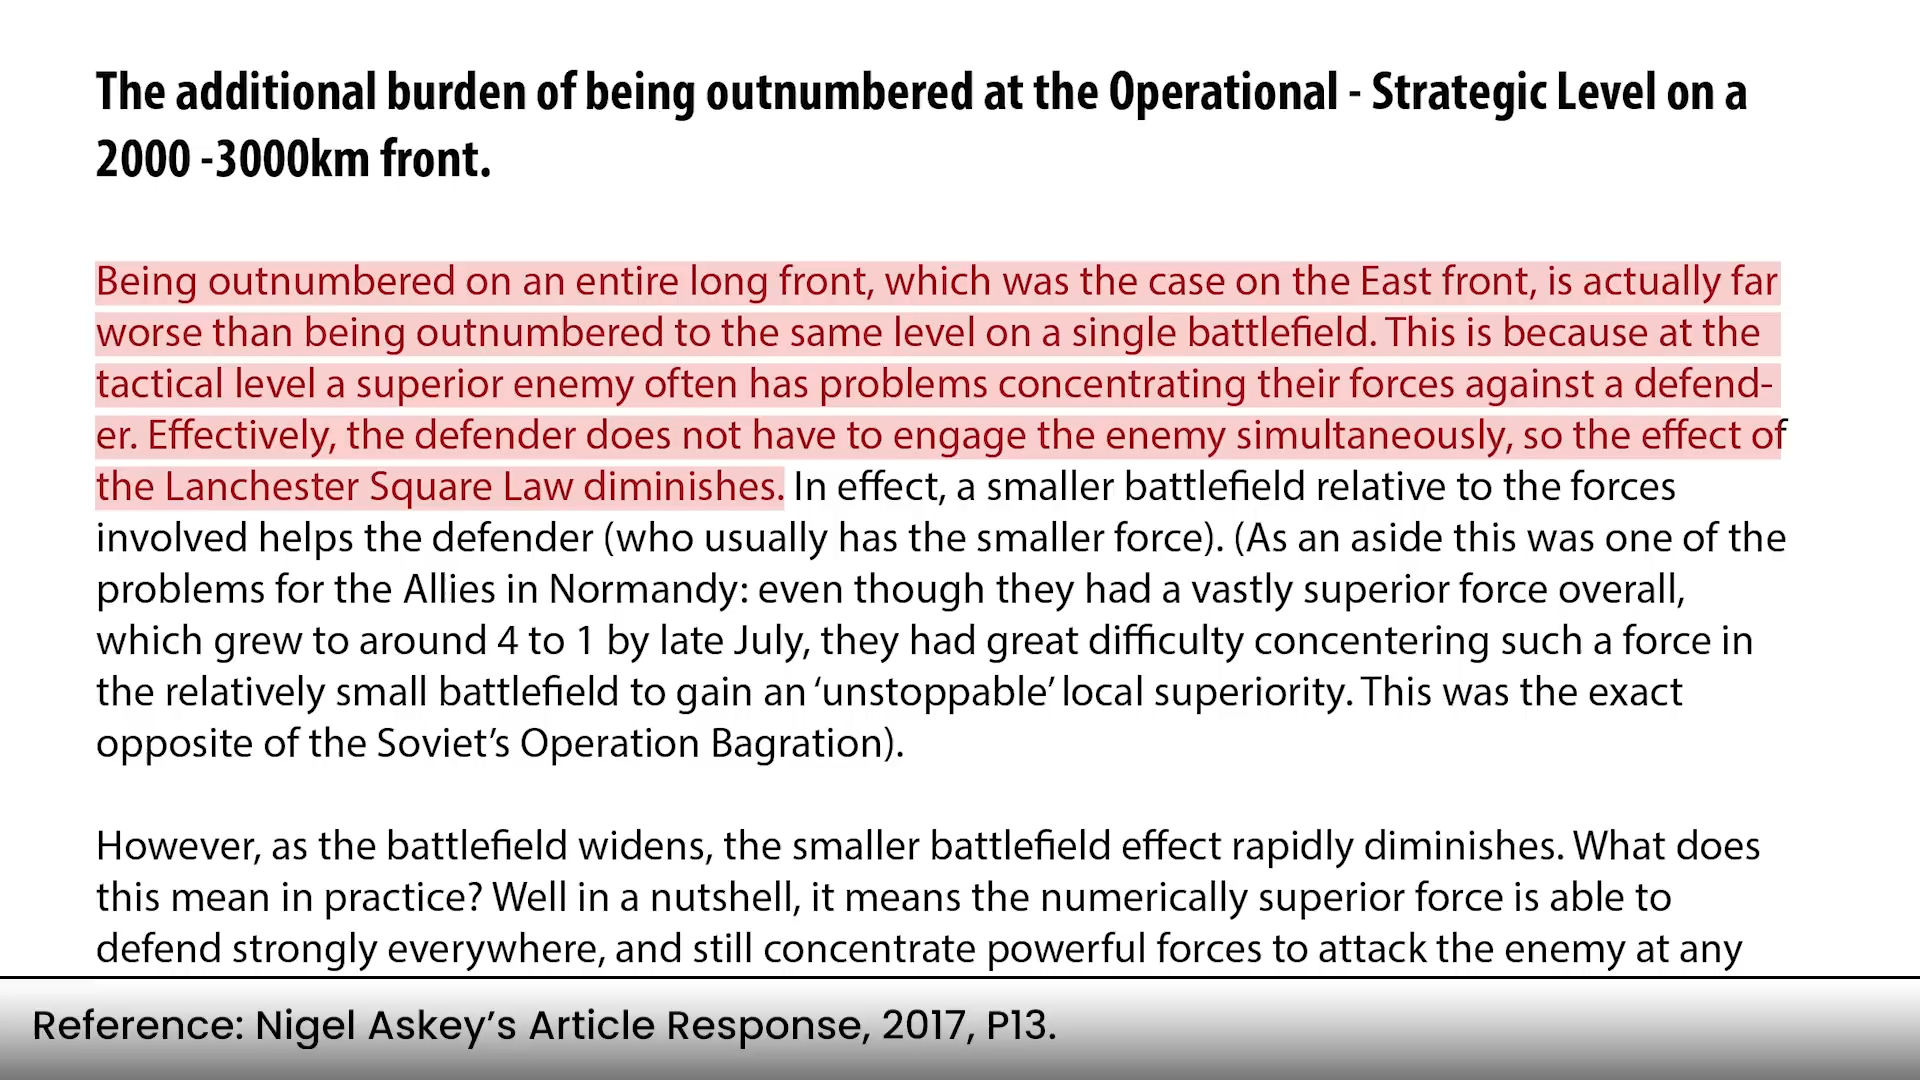 The additional burden of being outnumbered at the Operational - Strategic Level on a
2000 -3000km front.
Being outnumbered on an entire long front, which was the case on the East front, is actually far
worse than being outnumbered to the same level on a single battlefield. This is because at the
tactical level a superior enemy often has problems concentrating their forces against a defend-
er. Effectively, the defender does not have to engage the enemy simultaneously, so the effect of
the Lanchester Square Law diminishes. In effect, a smaller battlefield relative to the forces
involved helps the defender (who usually has the smaller force). (As an aside this was one of the
problems for the Allies in Normandy: even though they had a vastly superior force overall,
which grew to around 4 to 1 by late July, they had great difficulty concentering such a force in
the relatively small battlefield to gain an ‘unstoppable’ local superiority. This was the exact
opposite of the Soviet’s Operation Bagration).
However, as the battlefield widens, the smaller battlefield effect rapidly diminishes. What does
this mean in practice? Well in a nutshell, it means the numerically superior force is able to
defend strongly everywhere, and still concentrate powerful forces to attack the enemy at any
Reference: Nigel Askey’s Article Response, 2017, P13.